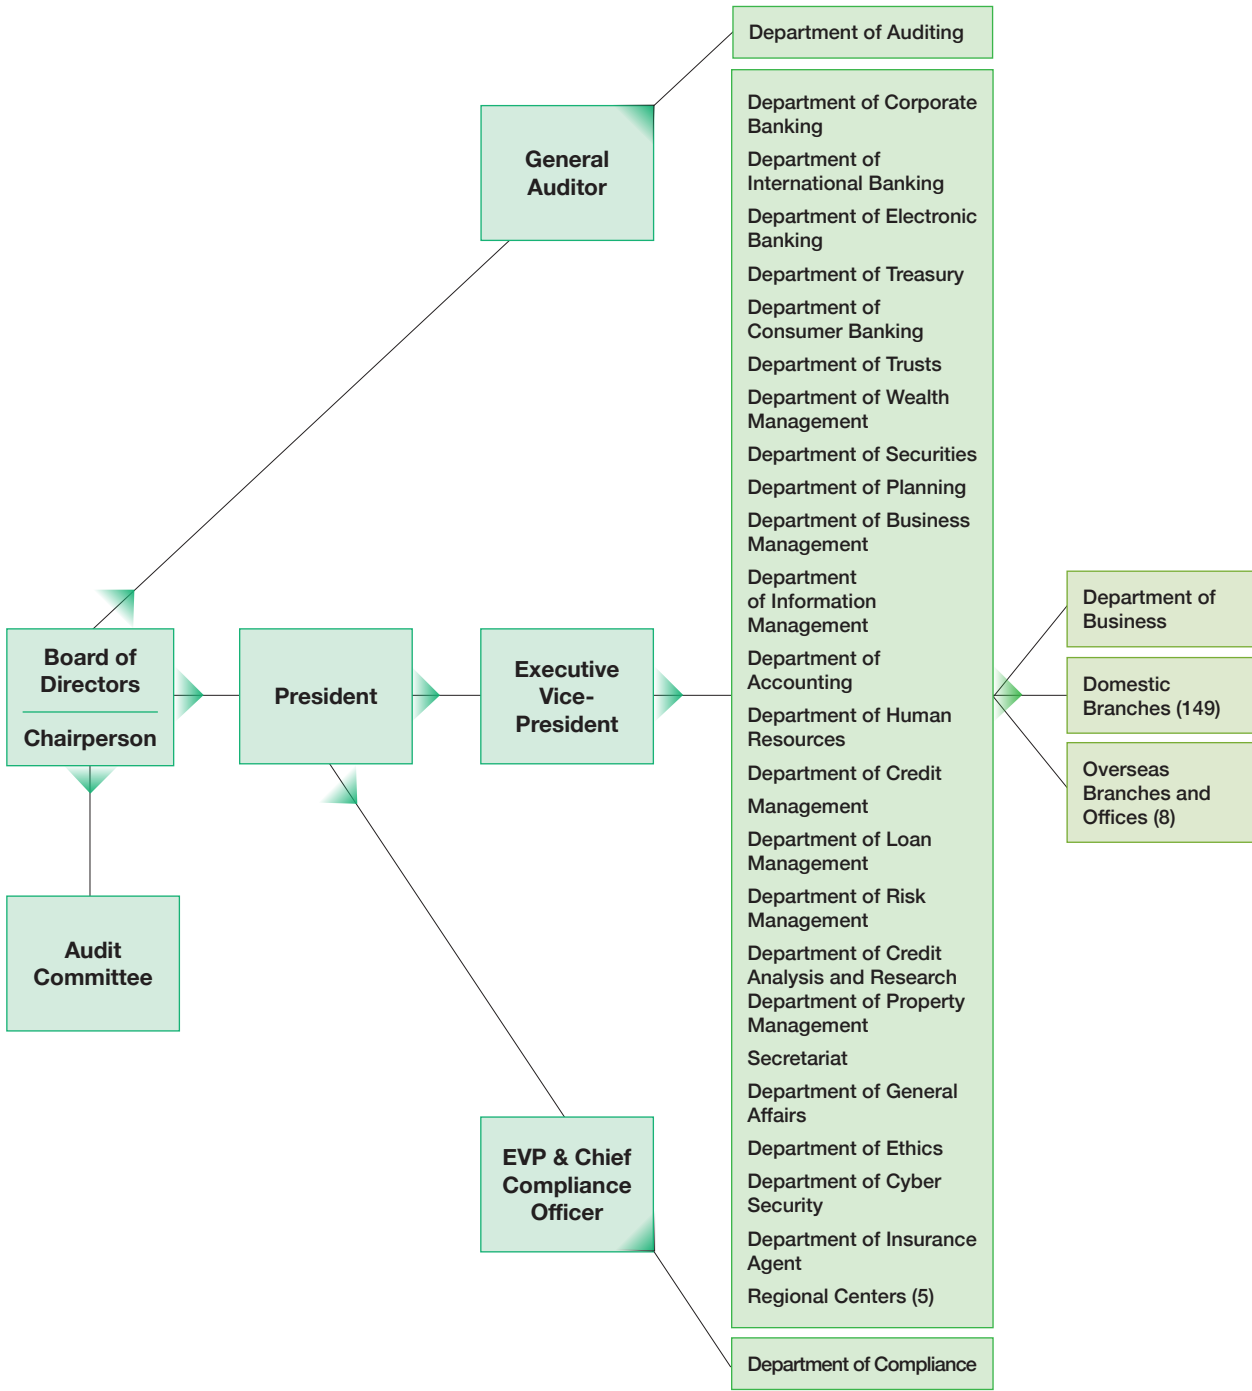 Department of Auditing
General
Auditor
Department of Corporate
Banking
Department of
International Banking
Department of Electronic
Banking
Department of Treasury
Department of
Consumer Banking
Department of Trusts
Department of Wealth
Management
Department of Securities
Department of Planning
Department of Business
Management
Department
of Information
Management
Department of
Accounting
Department of Human
Resources
Department of Credit
Management
Department of Loan
Management
Department of Risk
Management
Department of Credit
Analysis and Research
Department of Property
Management
Secretariat
Department of General
Affairs
Department of Ethics
Department of Cyber
Security
Department of Insurance
Agent
Regional Centers (5)
Board of
Directors
Chairperson
President
Executive
Vice-
President
Department of
Business
Domestic
Branches (149)
Overseas
Branches and
Offices (8)
Audit
Committee
EVP & Chief
Compliance
Officer
Department of Compliance